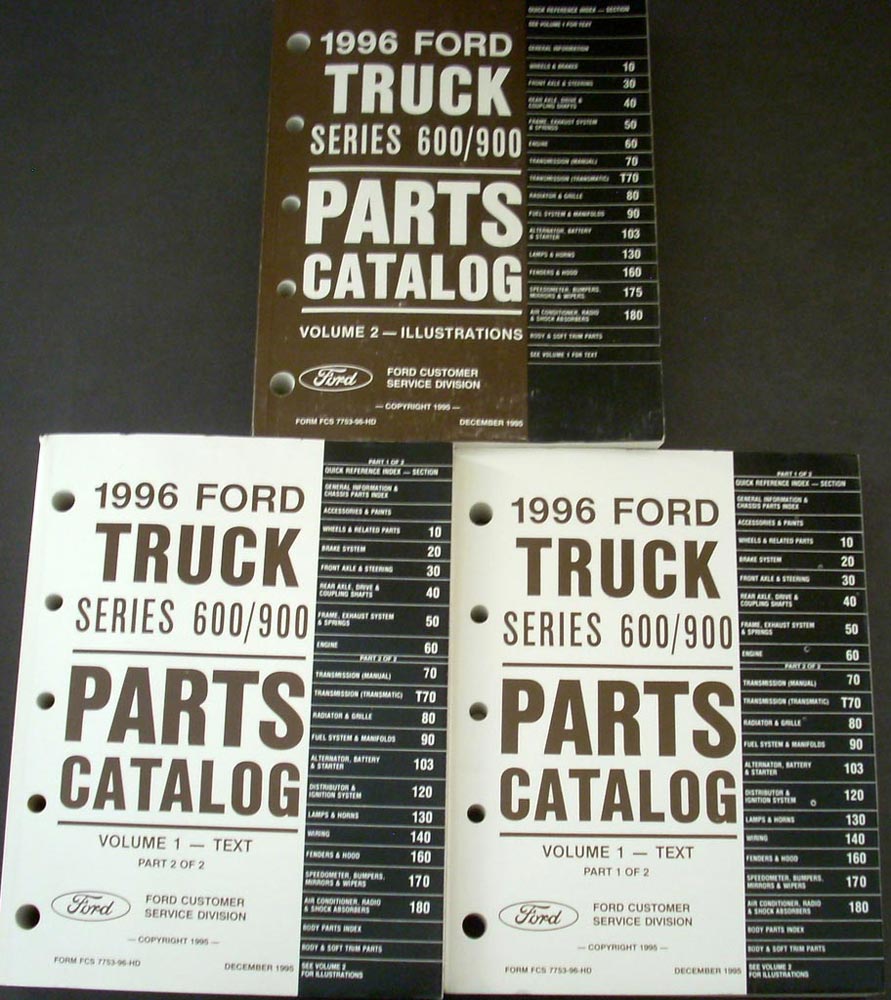 1996 FORD
TRUCK
SERIES 600/900
PARTS
CATALOG
VOLUME 2 — ILLUSTRATIONS
Ford
FORD CUSTOMER
SERVICE DIVISION
— COPYRIGHT 1995 —
FORM FCS 7753-96-HD DECEMBER 1995
QUICK REFERENCE INDEX — SECTION
SEE VOLUME 1 FOR TEXT
GENERAL INFORMATION
WHEELS & BRAKES 10
FRONT AXLE & STEERING 30
REAR AXLE, DRIVE &
COUPLING SHAFTS 40
FRAME, EXHAUST SYSTEM
& SPRINGS 50
ENGINE 60
TRANSMISSION (MANUAL) 70
TRANSMISSION (TRANSMATIC) T70
RADIATOR & GRILLE 80
FUEL SYSTEM & MANIFOLDS 90
ALTERNATOR, BATTERY
& STARTER 103
LAMPS & HORNS 130
FENDERS & HOOD 160
SPEEDOMETER, BUMPERS,
MIRRORS & WIPERS 175
AIR CONDITIONER, RADIO
& SHOCK ABSORBERS 180
BODY & SOFT TRIM PARTS
SEE VOLUME 1 FOR TEXT
1996 FORD
TRUCK
SERIES 600/900
PARTS
CATALOG
VOLUME 1 — TEXT
PART 2 OF 2
Ford
FORD CUSTOMER
SERVICE DIVISION
— COPYRIGHT 1995 —
FORM FCS 7753-96-HD DECEMBER 1995
PART 1 OF 2
QUICK REFERENCE INDEX — SECTION
GENERAL INFORMATION &
CHASSIS PARTS INDEX
ACCESSORIES & PAINTS
WHEELS & RELATED PARTS 10
BRAKE SYSTEM 20
FRONT AXLE & STEERING 30
REAR AXLE, DRIVE &
COUPLING SHAFTS 40
FRAME, EXHAUST SYSTEM
& SPRINGS 50
ENGINE 60
PART 2 OF 2
TRANSMISSION (MANUAL) 70
TRANSMISSION (TRANSMATIC) T70
RADIATOR & GRILLE 80
FUEL SYSTEM & MANIFOLDS 90
ALTERNATOR, BATTERY
& STARTER 103
DISTRIBUTOR &
IGNITION SYSTEM 120
LAMPS & HORNS 130
WIRING 140
FENDERS & HOOD 160
SPEEDOMETER, BUMPERS,
MIRRORS & WIPERS 170
AIR CONDITIONER, RADIO
& SHOCK ABSORBERS 180
BODY PARTS INDEX
BODY & SOFT TRIM PARTS
SEE VOLUME 2
FOR ILLUSTRATIONS
1996 FORD
TRUCK
SERIES 600/900
PARTS
CATALOG
VOLUME 1 — TEXT
PART 1 OF 2
Ford
FORD CUSTOMER
SERVICE DIVISION
— COPYRIGHT 1995 —
FORM FCS 7753-96-HD DECEMBER 1995
PART 1 OF 2
QUICK REFERENCE INDEX — SECTION
GENERAL INFORMATION &
CHASSIS PARTS INDEX
ACCESSORIES & PAINTS
WHEELS & RELATED PARTS 10
BRAKE SYSTEM 20
FRONT AXLE & STEERING 30
REAR AXLE, DRIVE &
COUPLING SHAFTS 40
FRAME, EXHAUST SYSTEM
& SPRINGS 50
ENGINE 60
PART 2 OF 2
TRANSMISSION (MANUAL) 70
TRANSMISSION (TRANSMATIC) T70
RADIATOR & GRILLE 80
FUEL SYSTEM & MANIFOLDS 90
ALTERNATOR, BATTERY
& STARTER 103
DISTRIBUTOR &
IGNITION SYSTEM 120
LAMPS & HORNS 130
WIRING 140
FENDERS & HOOD 160
SPEEDOMETER, BUMPERS,
MIRRORS & WIPERS 170
AIR CONDITIONER, RADIO
& SHOCK ABSORBERS 180
BODY PARTS INDEX
BODY & SOFT TRIM PARTS
SEE VOLUME 2
FOR ILLUSTRATIONS